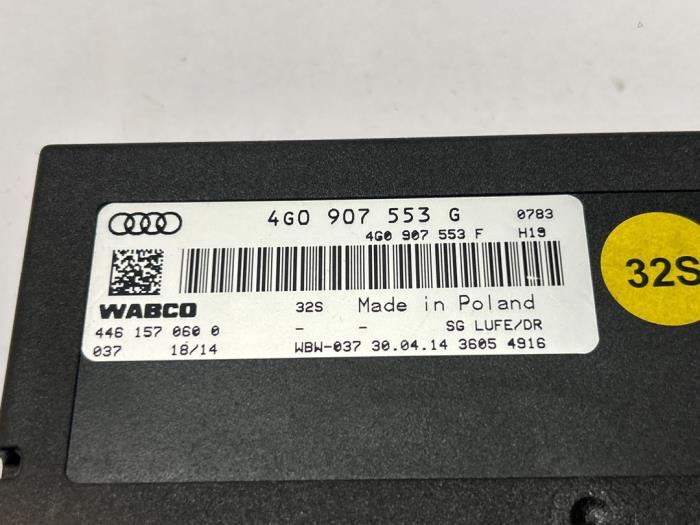 4G0 907 553 G 0783
4G0 907 553 F H19
WABCO 32S Made in Poland
446 157 060 0 - - SG LUFE/DR
037 18/14 WBW-037 30.04.14 3605 4916
32S